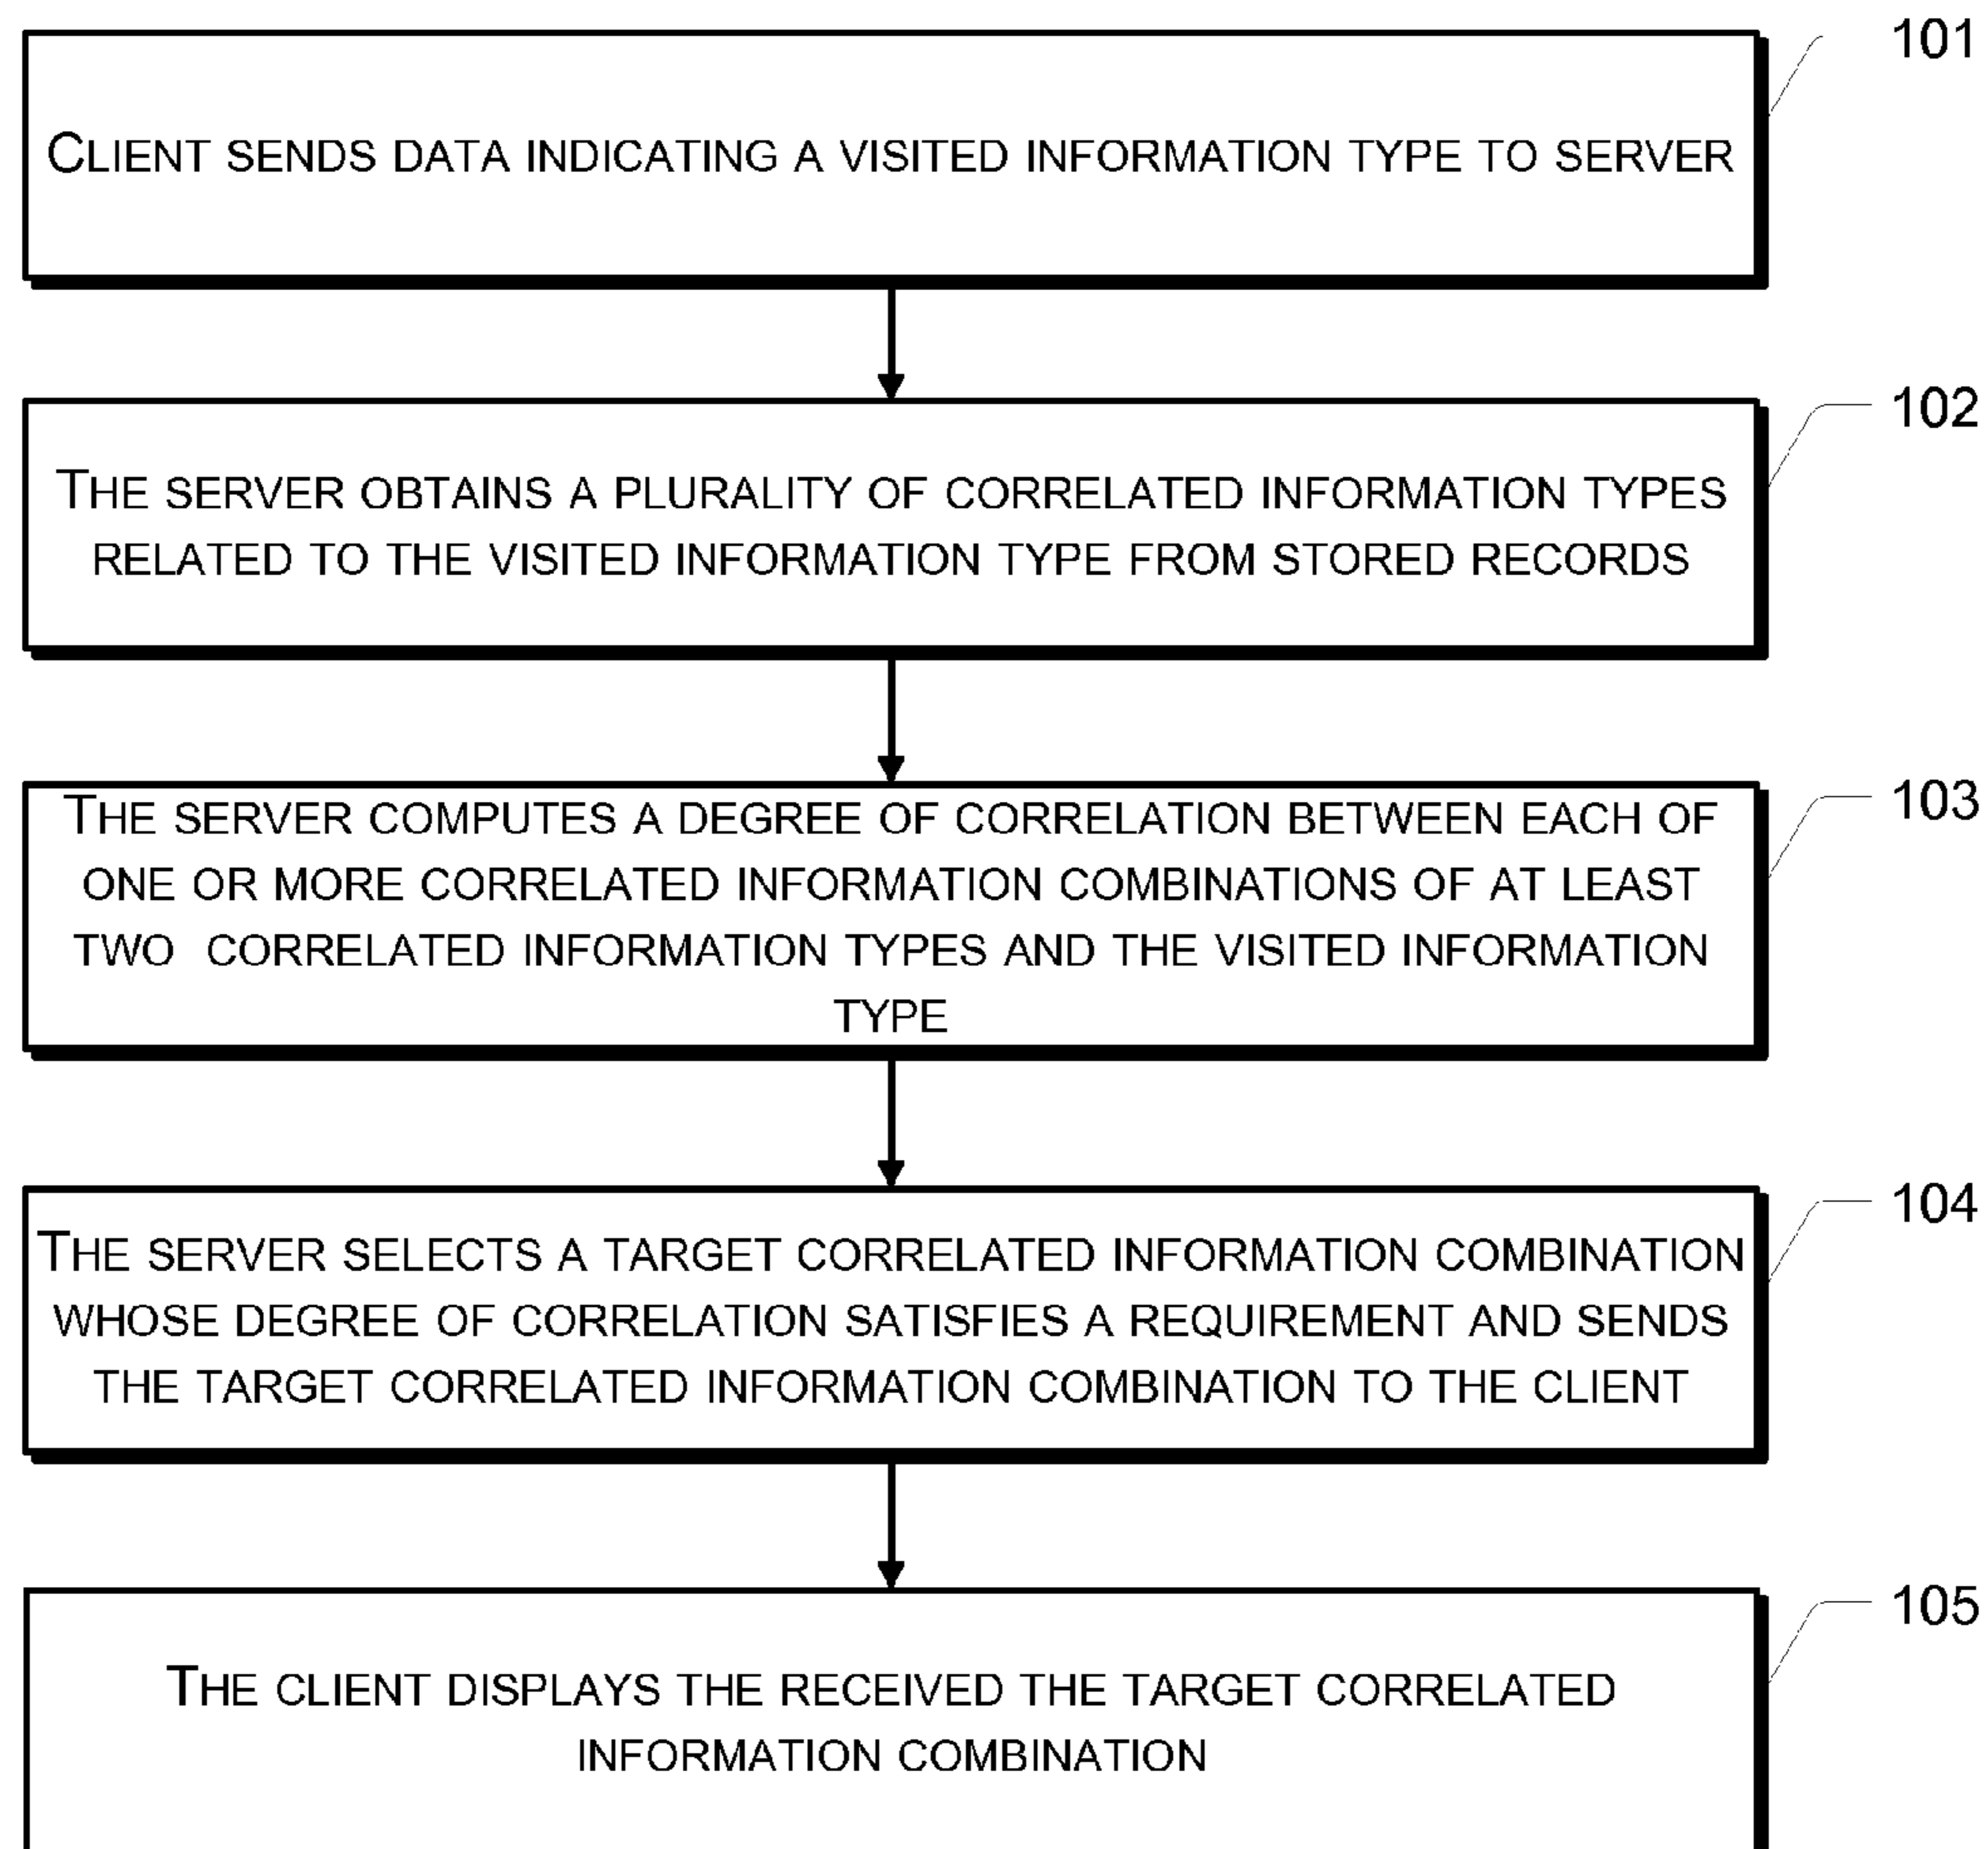 101
CLIENT SENDS DATA INDICATING A VISITED INFORMATION TYPE TO SERVER
102
THE SERVER OBTAINS A PLURALITY OF CORRELATED INFORMATION TYPES
RELATED TO THE VISITED INFORMATION TYPE FROM STORED RECORDS
103
THE SERVER COMPUTES A DEGREE OF CORRELATION BETWEEN EACH OF
ONE OR MORE CORRELATED INFORMATION COMBINATIONS OF AT LEAST
TWO CORRELATED INFORMATION TYPES AND THE VISITED INFORMATION
TYPE
104
THE SERVER SELECTS A TARGET CORRELATED INFORMATION COMBINATION
WHOSE DEGREE OF CORRELATION SATISFIES A REQUIREMENT AND SENDS
THE TARGET CORRELATED INFORMATION COMBINATION TO THE CLIENT
105
THE CLIENT DISPLAYS THE RECEIVED THE TARGET CORRELATED
INFORMATION COMBINATION